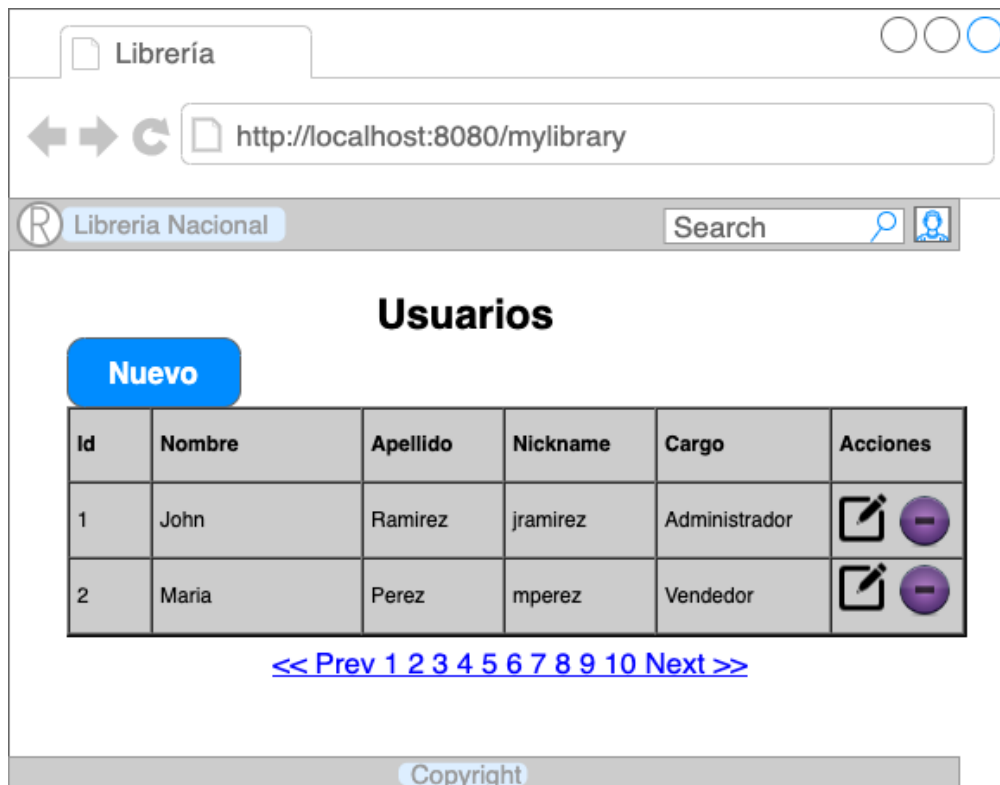 Librería
http://localhost:8080/mylibrary
R Libreria Nacional Search
Usuarios
Nuevo
Id Nombre Apellido Nickname Cargo Acciones
1 John Ramirez jramirez Administrador
2 Maria Perez mperez Vendedor
<< Prev 1 2 3 4 5 6 7 8 9 10 Next >>
Copyright